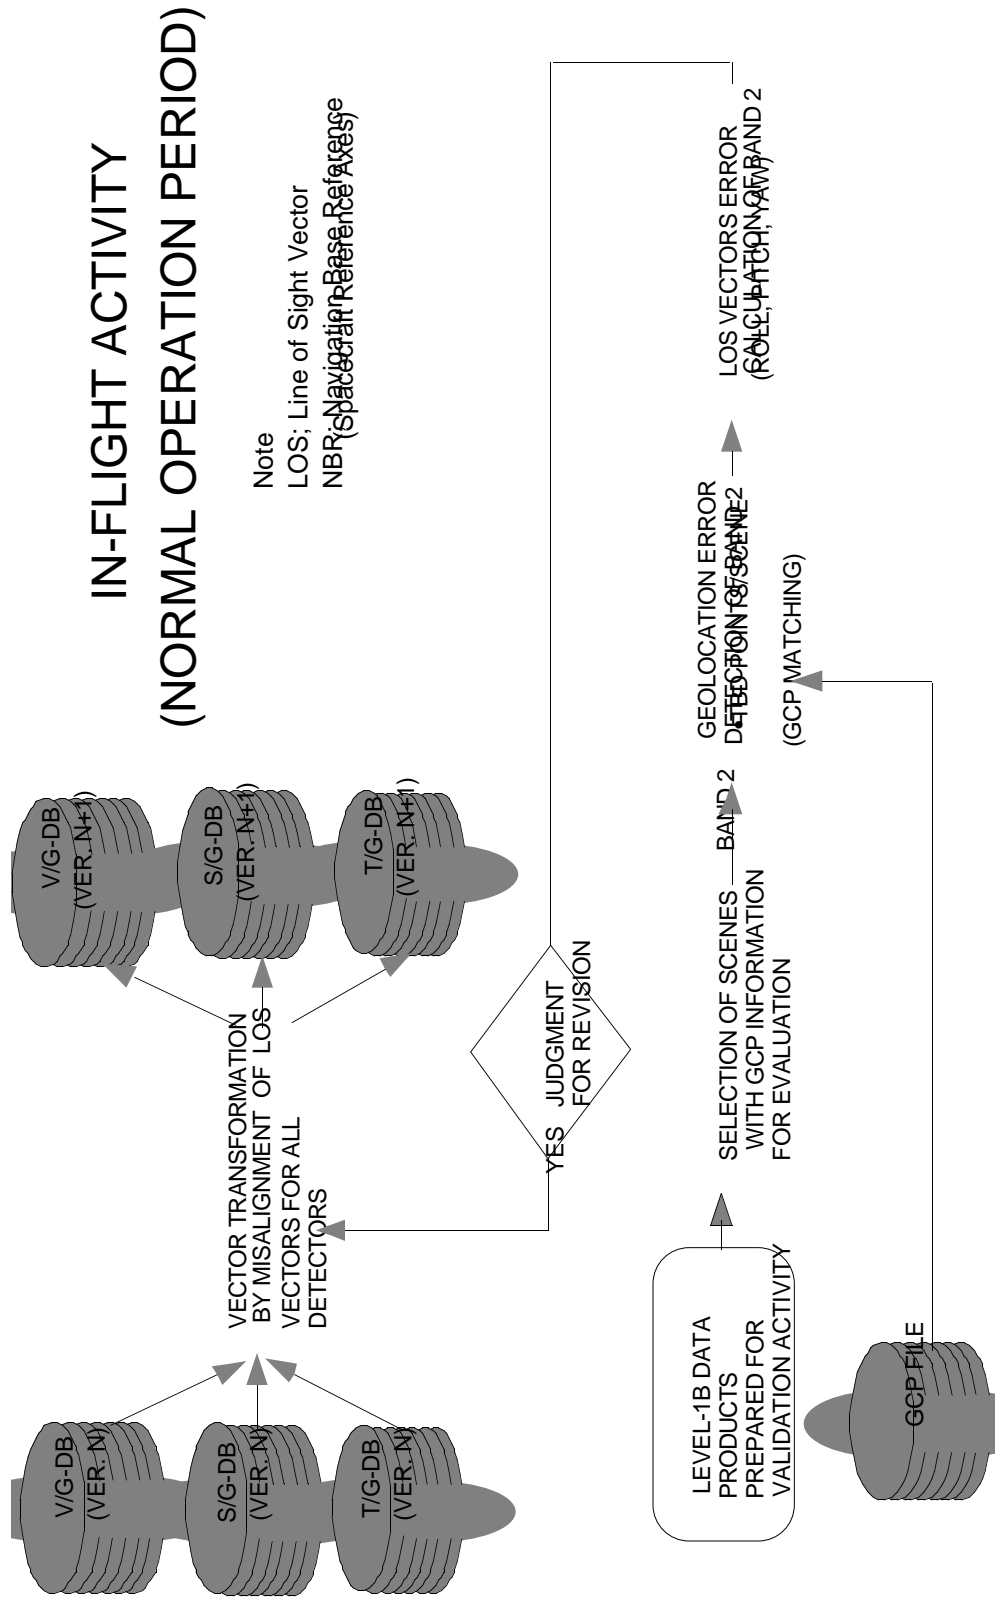 IN-FLIGHT ACTIVITY
(NORMAL OPERATION PERIOD)
Note
LOS; Line of Sight Vector
NBR; Navigation Base Reference
(Spacecraft Reference Axes)
V/G-DB
(VER. N)
S/G-DB
(VER. N)
T/G-DB
(VER. N)
VECTOR TRANSFORMATION
BY MISALIGNMENT OF LOS
VECTORS FOR ALL
DETECTORS
V/G-DB
(VER. N+1)
S/G-DB
(VER. N+1)
T/G-DB
(VER. N+1)
YES
JUDGMENT
FOR REVISION
LEVEL-1B DATA
PRODUCTS
PREPARED FOR
VALIDATION ACTIVITY
SELECTION OF SCENES
WITH GCP INFORMATION
FOR EVALUATION
BAND 2
GEOLOCATION ERROR
DETECTION OF BAND 2
•TBD POINTS/SCENE
(GCP MATCHING)
LOS VECTORS ERROR
CALCULATION OF BAND 2
(ROLL, PITCH, YAW)
GCP FILE